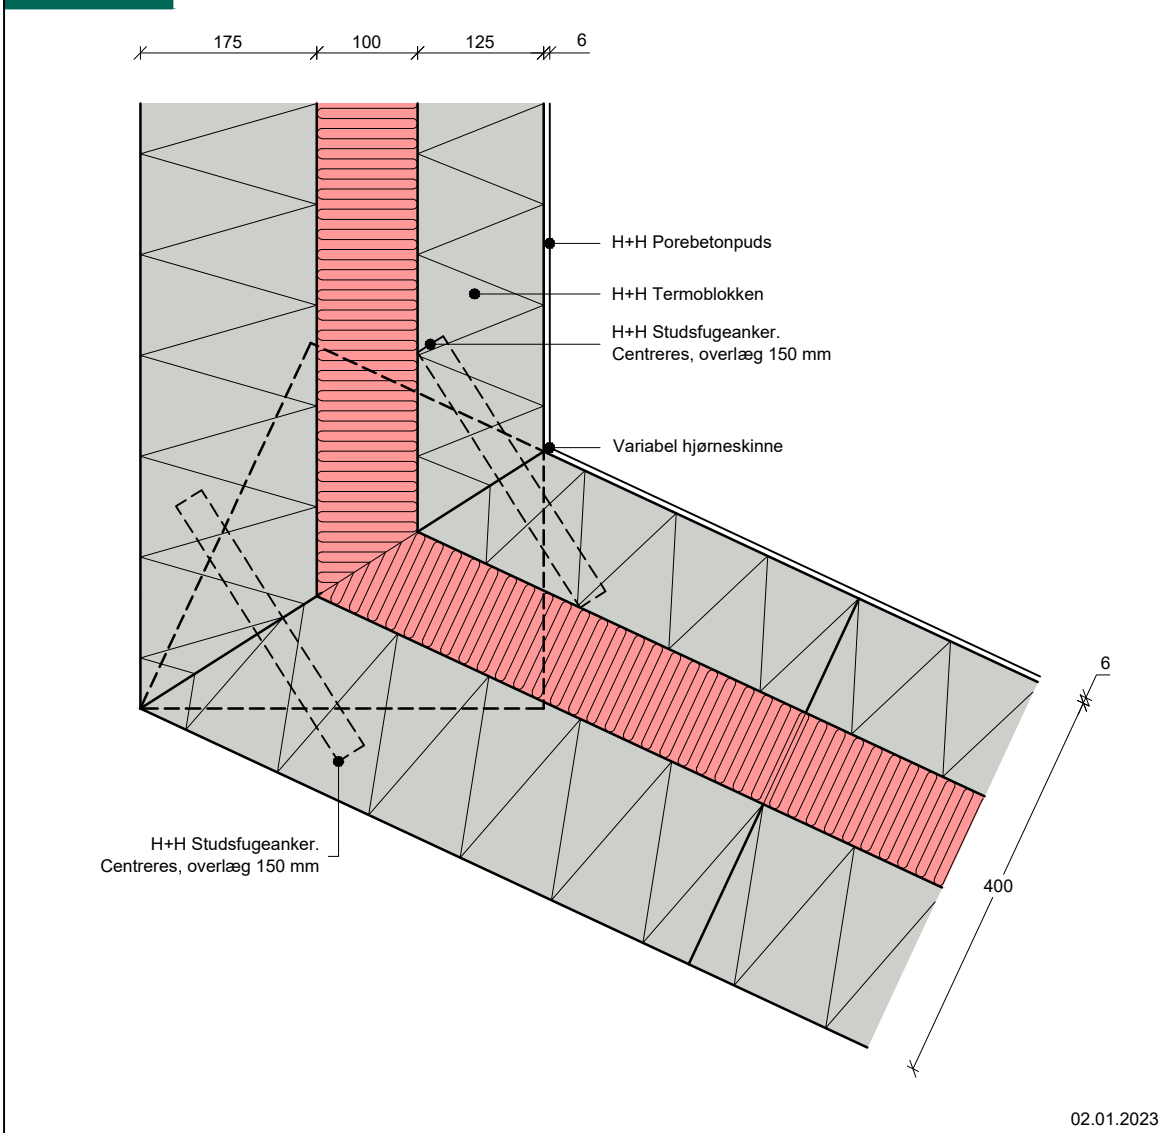 175
100
125
6
H+H Porebetonpuds
H+H Termoblokken
H+H Studsfugeanker.
Centreres, overlæg 150 mm
Variabel hjørneskinne
6
H+H Studsfugeanker.
Centreres, overlæg 150 mm
400
02.01.2023